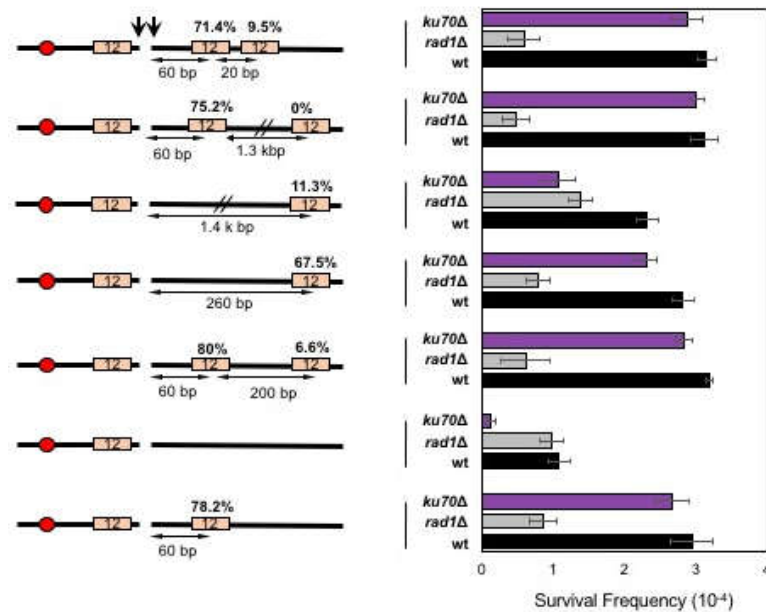 71.4% 9.5%
12 12 12
60 bp 20 bp
ku70Δ
rad1Δ
wt
75.2% 0%
12 12 12
60 bp 1.3 kbp
ku70Δ
rad1Δ
wt
11.3%
12 12
1.4 k bp
ku70Δ
rad1Δ
wt
67.5%
12 12
260 bp
ku70Δ
rad1Δ
wt
80% 6.6%
12 12 12
60 bp 200 bp
ku70Δ
rad1Δ
wt
12
ku70Δ
rad1Δ
wt
78.2%
12 12
60 bp
ku70Δ
rad1Δ
wt
0 1 2 3 4
Survival Frequency (10⁻⁴)